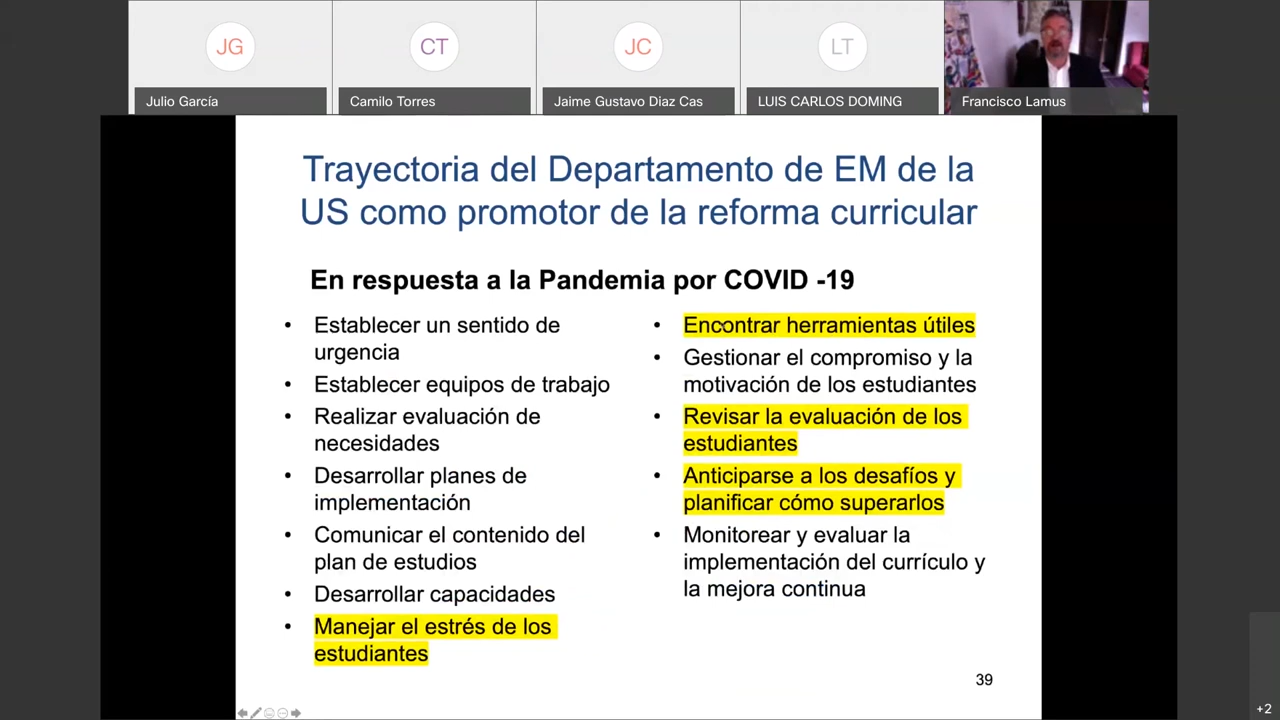 JG
CT
JC
LT
Julio García
Camilo Torres
Jaime Gustavo Diaz Cas
LUIS CARLOS DOMING
Francisco Lamus
Trayectoria del Departamento de EM de la
US como promotor de la reforma curricular
En respuesta a la Pandemia por COVID -19
• Establecer un sentido de
urgencia
• Establecer equipos de trabajo
• Realizar evaluación de
necesidades
• Desarrollar planes de
implementación
• Comunicar el contenido del
plan de estudios
• Desarrollar capacidades
• Manejar el estrés de los
estudiantes
• Encontrar herramientas útiles
• Gestionar el compromiso y la
motivación de los estudiantes
• Revisar la evaluación de los
estudiantes
• Anticiparse a los desafíos y
planificar cómo superarlos
• Monitorear y evaluar la
implementación del currículo y
la mejora continua
39
+2